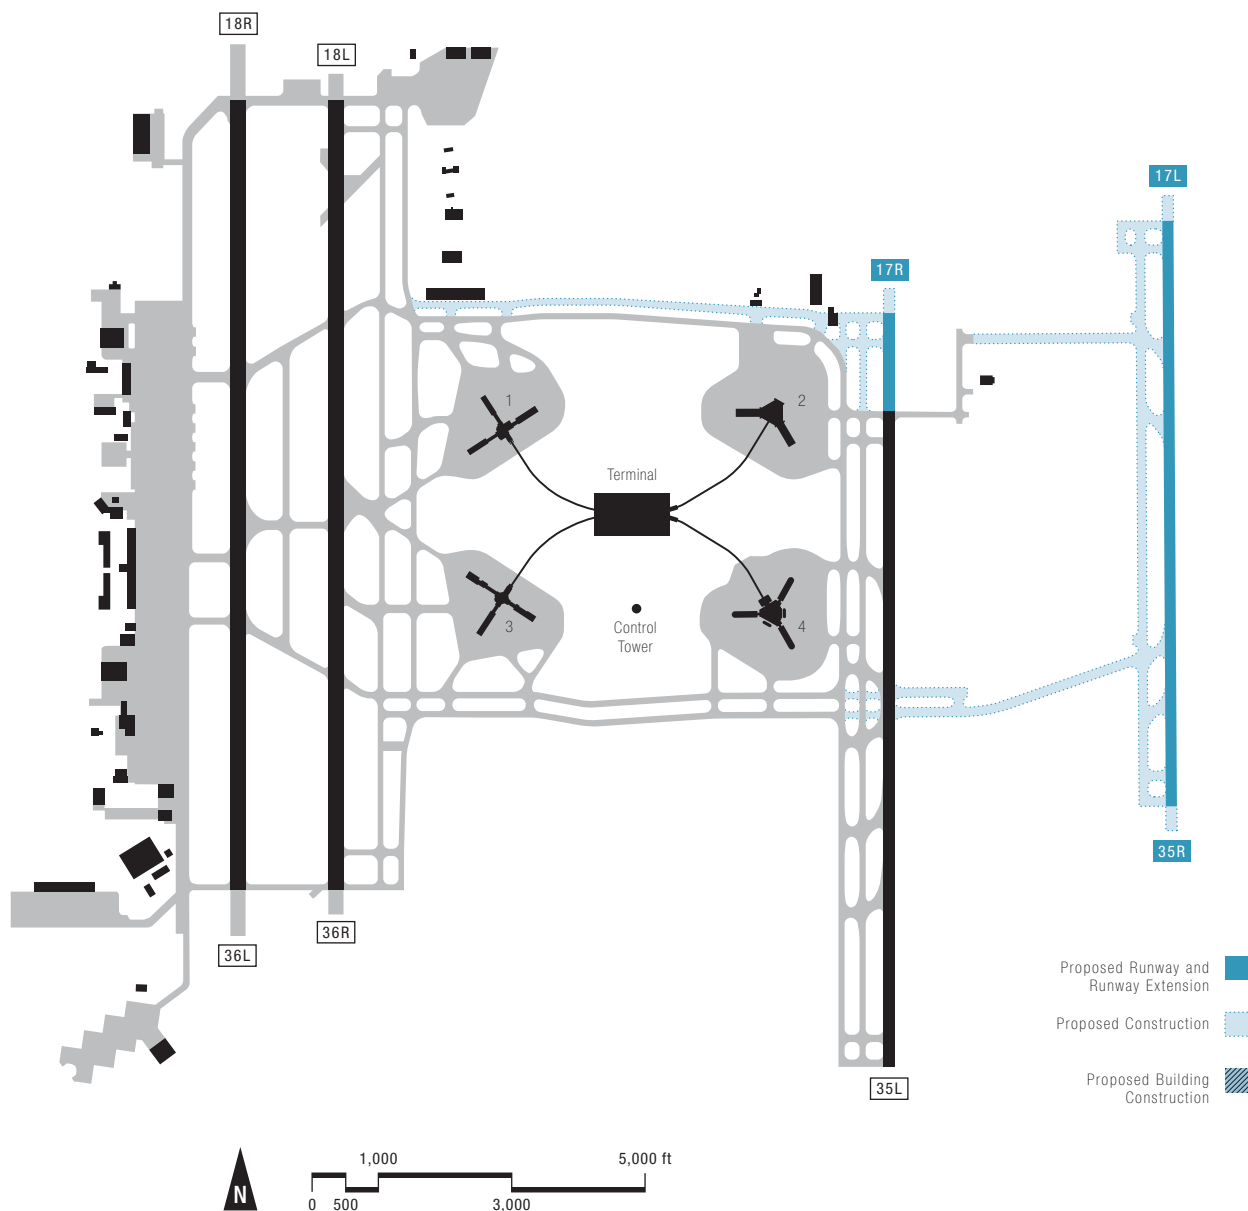 18R
18L
17L
17R
1
2
Terminal
3
Control
Tower
4
35R
36R
36L
Proposed Runway and
Runway Extension
Proposed Construction
Proposed Building
Construction
35L
N
1,000
5,000 ft
0
500
3,000